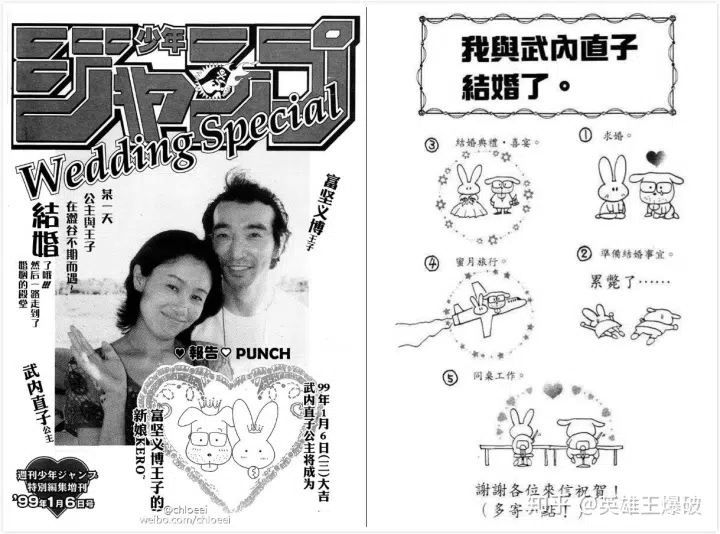 少年
ジャンプ
Wedding Special
富坚义博王子
某一天
公主與王子
在澀谷不期而遇！
結婚了哦!!!
然后一路走到了
婚姻的殿堂
武内直子公主
♥ 報告♡ PUNCH
99年1月6日(三)大吉
武内直子公主将成为
富坚义博王子的
新娘KERO~
週刊少年ジャンプ
特別編集増刊
'99年1月6日号
@chloeei
weibo.com/chloeei
我與武內直子
結婚了。
① 求婚。
② 準備結婚事宜。
累斃了⋯⋯
③ 結婚典禮·喜宴。
④ 蜜月旅行。
⑤ 同桌工作。
謝謝各位來信祝賀！
（多寄一點！）
知乎 @英雄王爆破